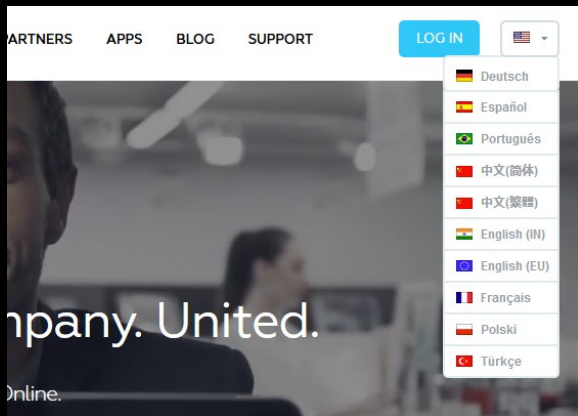 PARTNERS APPS BLOG SUPPORT LOG IN
Deutsch
Español
Português
中文(简体)
中文(繁體)
English (IN)
English (EU)
Français
Polski
Türkçe
mpany. United.
Online.